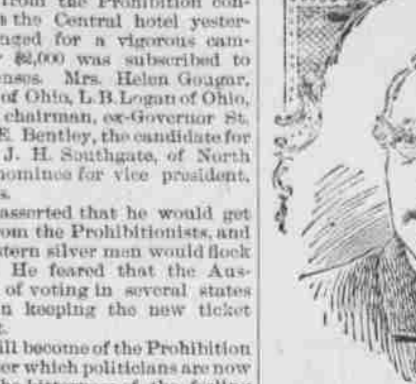 from the Prohibition con-
the Central hotel yester-
nged for a vigorous cam-
$2,000 was subscribed to
enses. Mrs. Helen Gougar,
of Ohio, L. B. Logan of Ohio,
chairman, ex-Governor St.
E. Bentley, the candidate for
J. H. Southgate, of North
nominee for vice president,
s.
asserted that he would get
rom the Prohibitionists, and
stern silver men would flock
He feared that the Aus-
of voting in several states
n keeping the new ticket
t.
ill become of the Prohibition
er which politicians are now